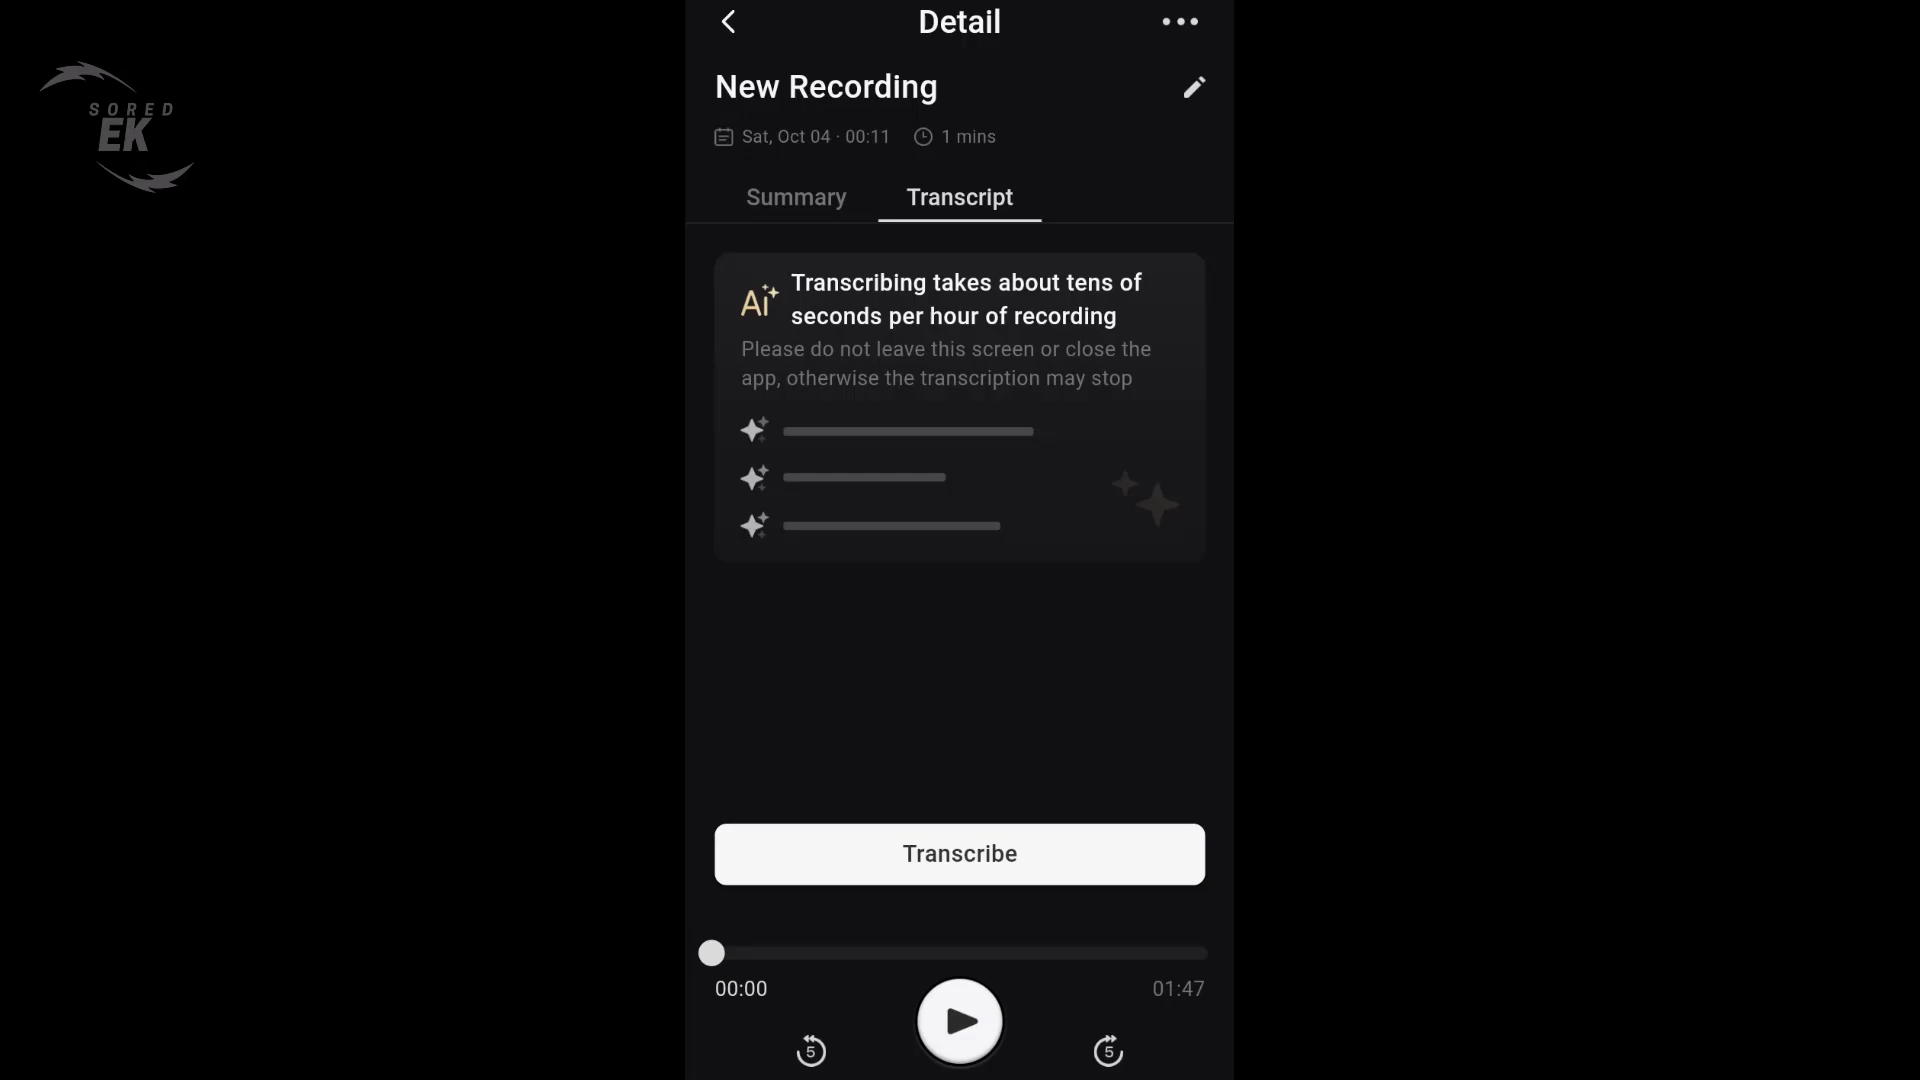 Detail
SORED
EK
New Recording
Sat, Oct 04 · 00:11
1 mins
Summary
Transcript
Ai
Transcribing takes about tens of
seconds per hour of recording
Please do not leave this screen or close the
app, otherwise the transcription may stop
Transcribe
00:00
01:47
5
5